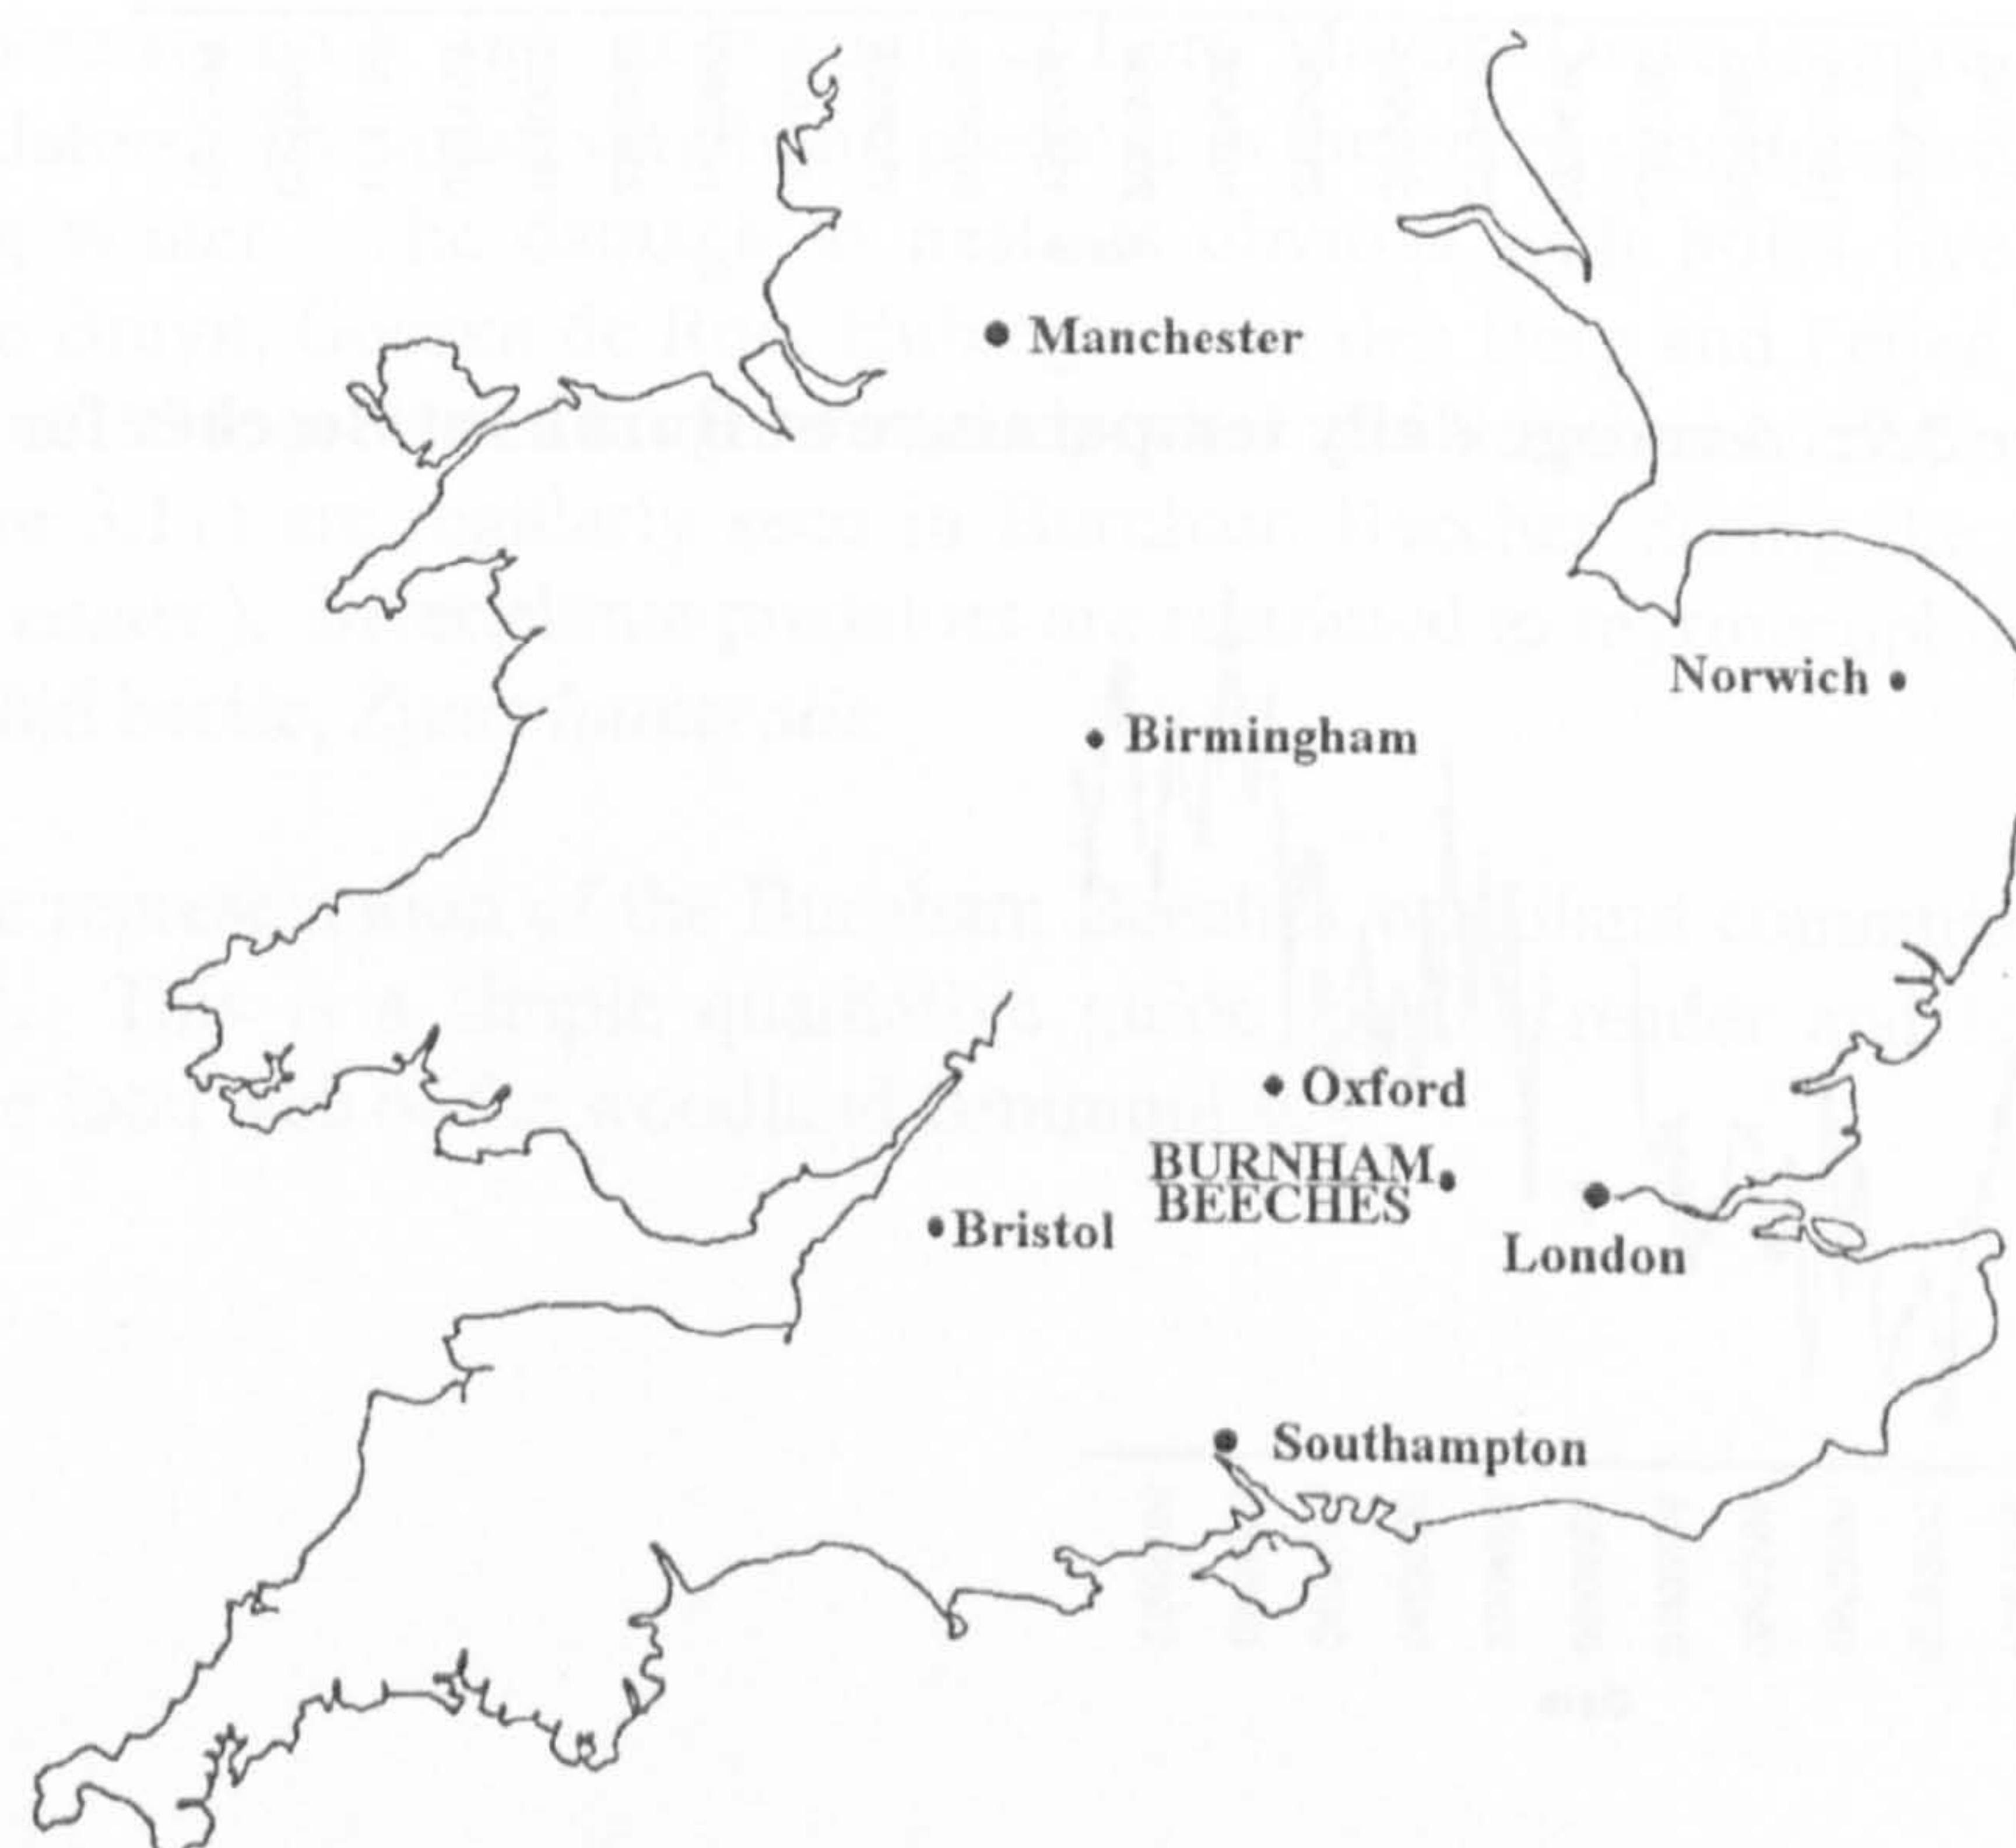 Manchester
Norwich
Birmingham
Oxford
BURNHAM
BEECHES
Bristol
London
Southampton